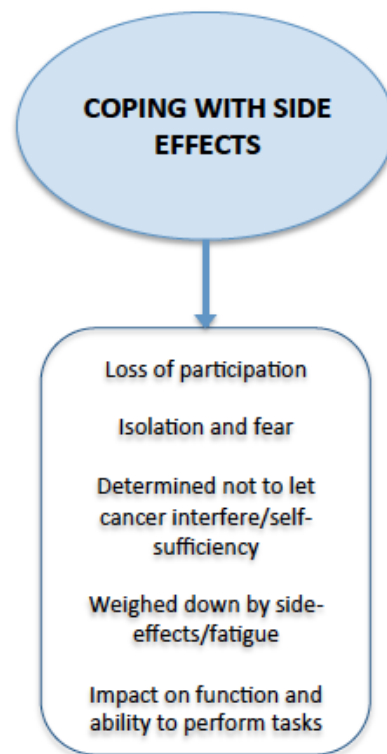 COPING WITH SIDE
EFFECTS
Loss of participation
Isolation and fear
Determined not to let
cancer interfere/self-
sufficiency
Weighed down by side-
effects/fatigue
Impact on function and
ability to perform tasks